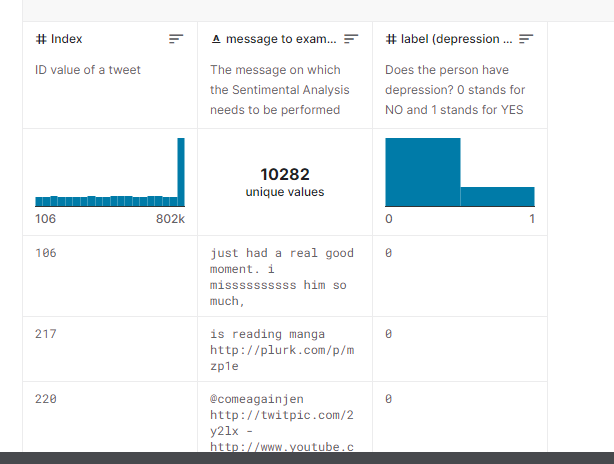 # Index
A message to exam...
# label (depression ...
ID value of a tweet
The message on which
the Sentimental Analysis
needs to be performed
Does the person have
depression? 0 stands for
NO and 1 stands for YES
106
802k
10282
unique values
0
1
106
just had a real good
moment. i
missssssssss him so
much,
0
217
is reading manga
http://plurk.com/p/m
zp1e
0
220
@comeagainjen
http://twitpic.com/2
y2lx -
http://www.youtube.c
0